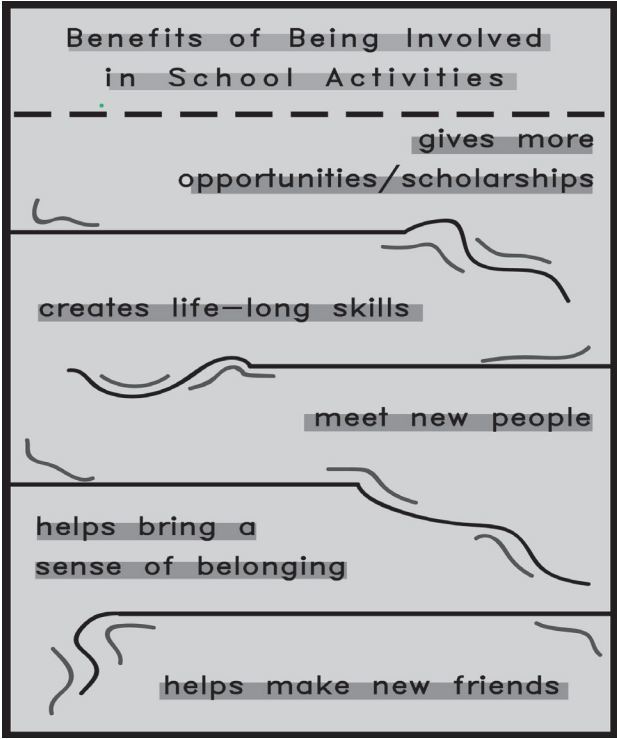 Benefits of Being Involved
in School Activities
gives more
opportunities/scholarships
creates life-long skills
meet new people
helps bring a
sense of belonging
helps make new friends